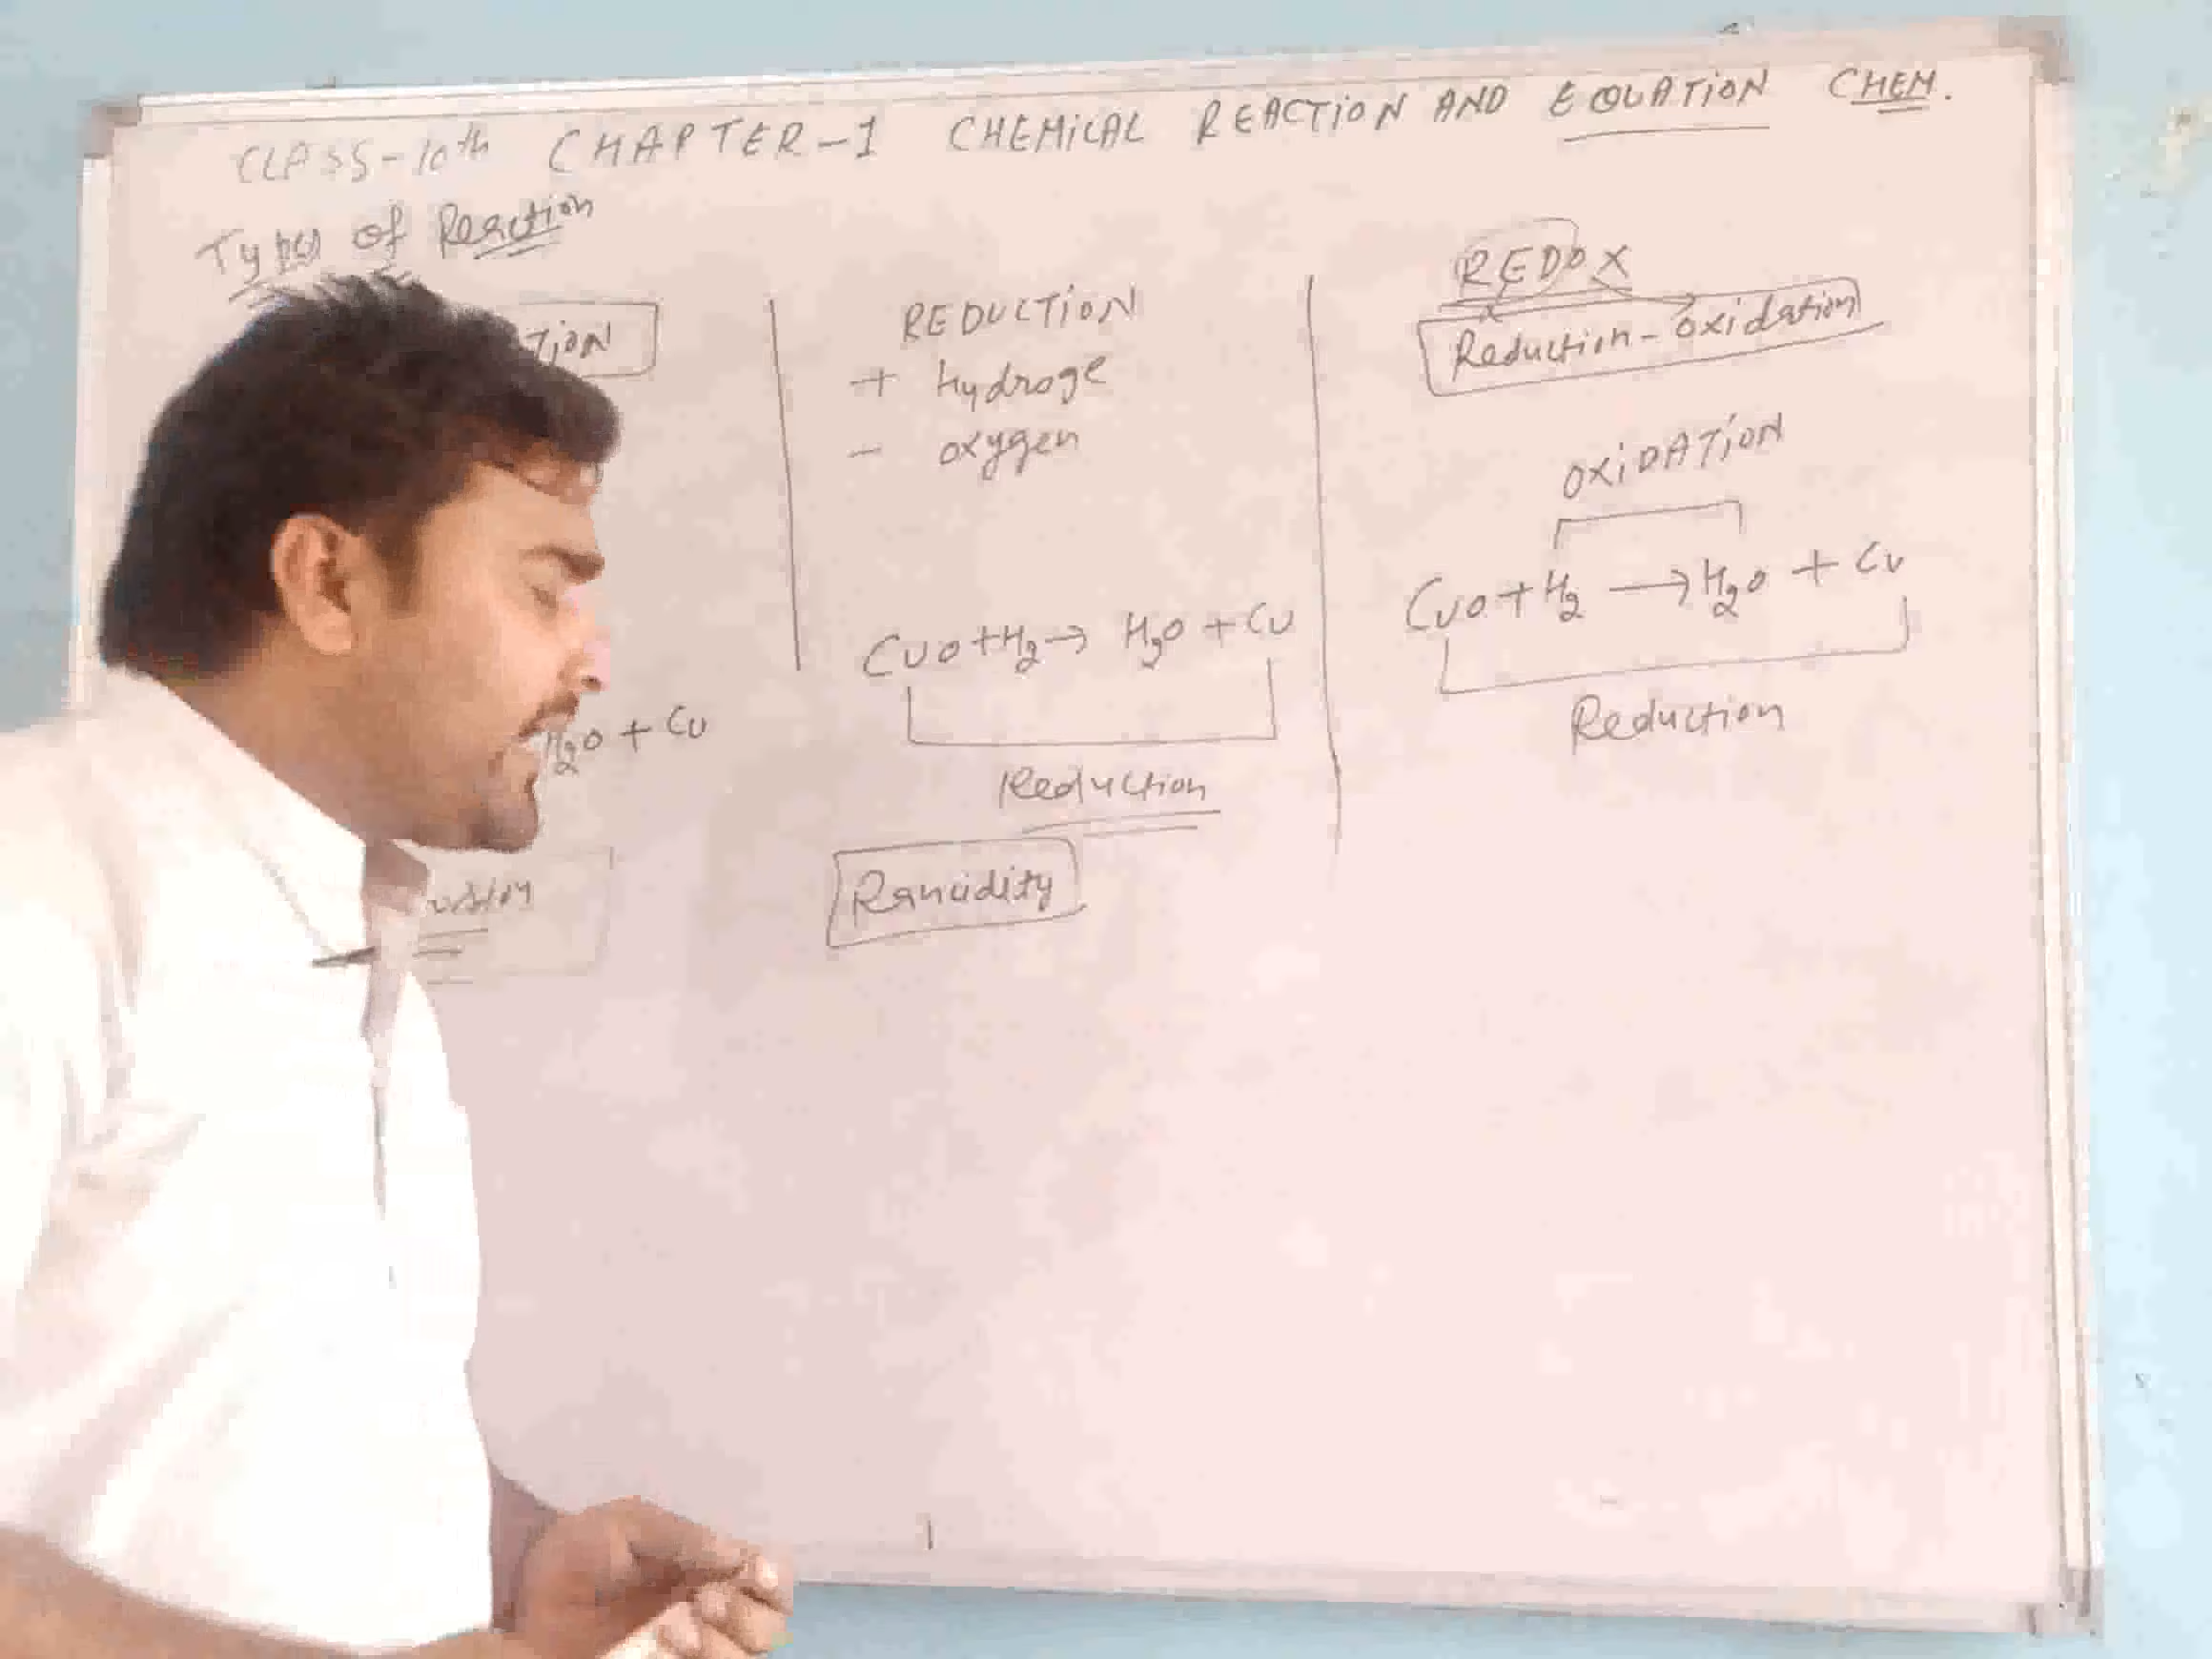 CLASS-10th CHAPTER-1 CHEMICAL REACTION AND EQUATION CHEM.
Types of Reaction
TiON
H2O + Cu
REDUCTiON
+ Hydroge
- oxygen
CuO+H2→ H2O + Cu
Reduction
Rancidity
REDOX
Reduction-oxidation
OXiDATiON
CuO+H2 → H2O + Cu
Reduction